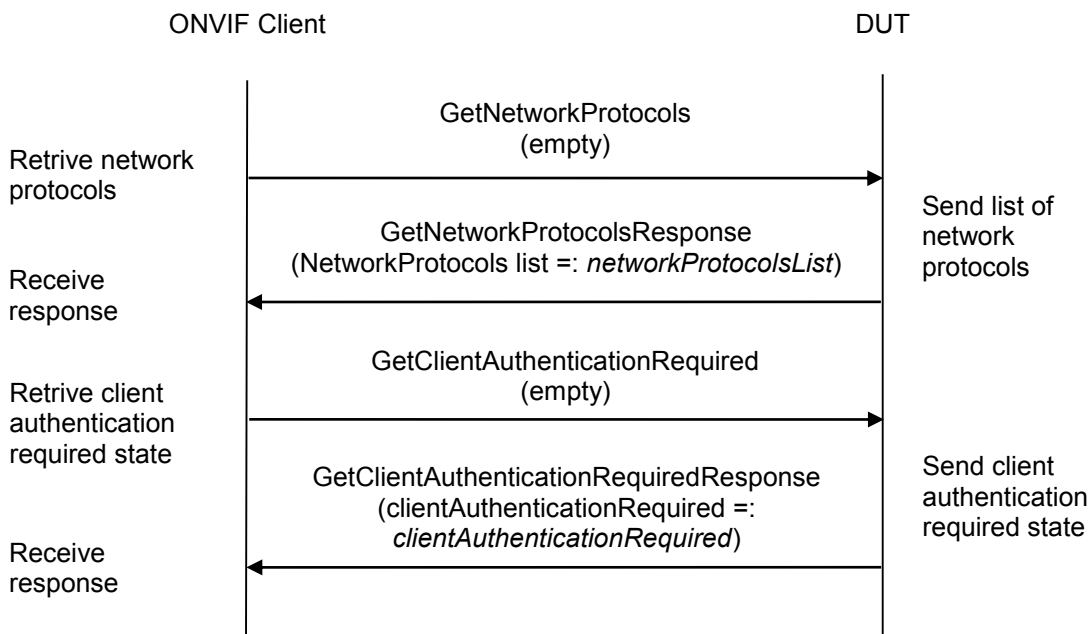 ONVIF Client
DUT
GetNetworkProtocols
(empty)
Retrive network
protocols
Send list of
network
protocols
GetNetworkProtocolsResponse
(NetworkProtocols list =: networkProtocolsList)
Receive
response
GetClientAuthenticationRequired
(empty)
Retrive client
authentication
required state
GetClientAuthenticationRequiredResponse
(clientAuthenticationRequired =:
clientAuthenticationRequired)
Send client
authentication
required state
Receive
response